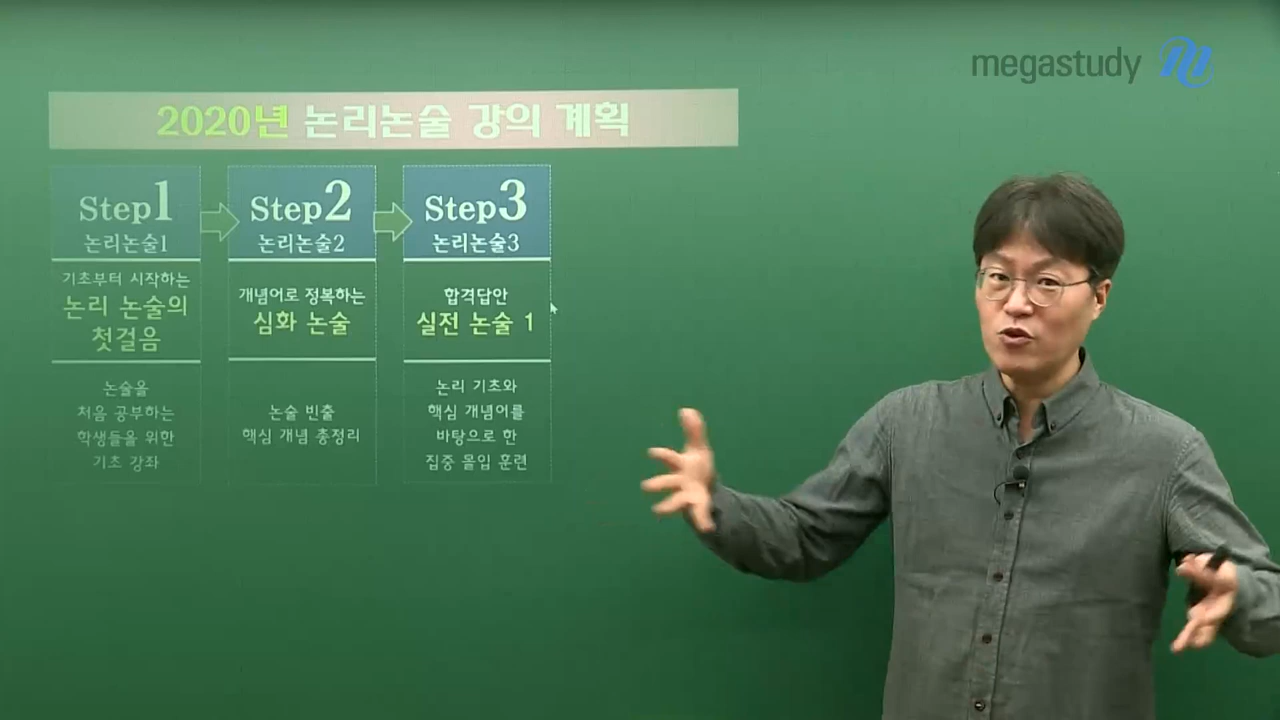 megastudy
2020년 논리논술 강의 계획
Step1
논리논술1
기초부터 시작하는
논리 논술의
첫걸음
논술을
처음 공부하는
학생들을 위한
기초 강좌
Step2
논리논술2
개념어로 정복하는
심화 논술
논술 빈출
핵심 개념 총정리
Step3
논리논술3
합격답안
실전 논술 1
논리 기초와
핵심 개념어를
바탕으로 한
집중 몰입 훈련